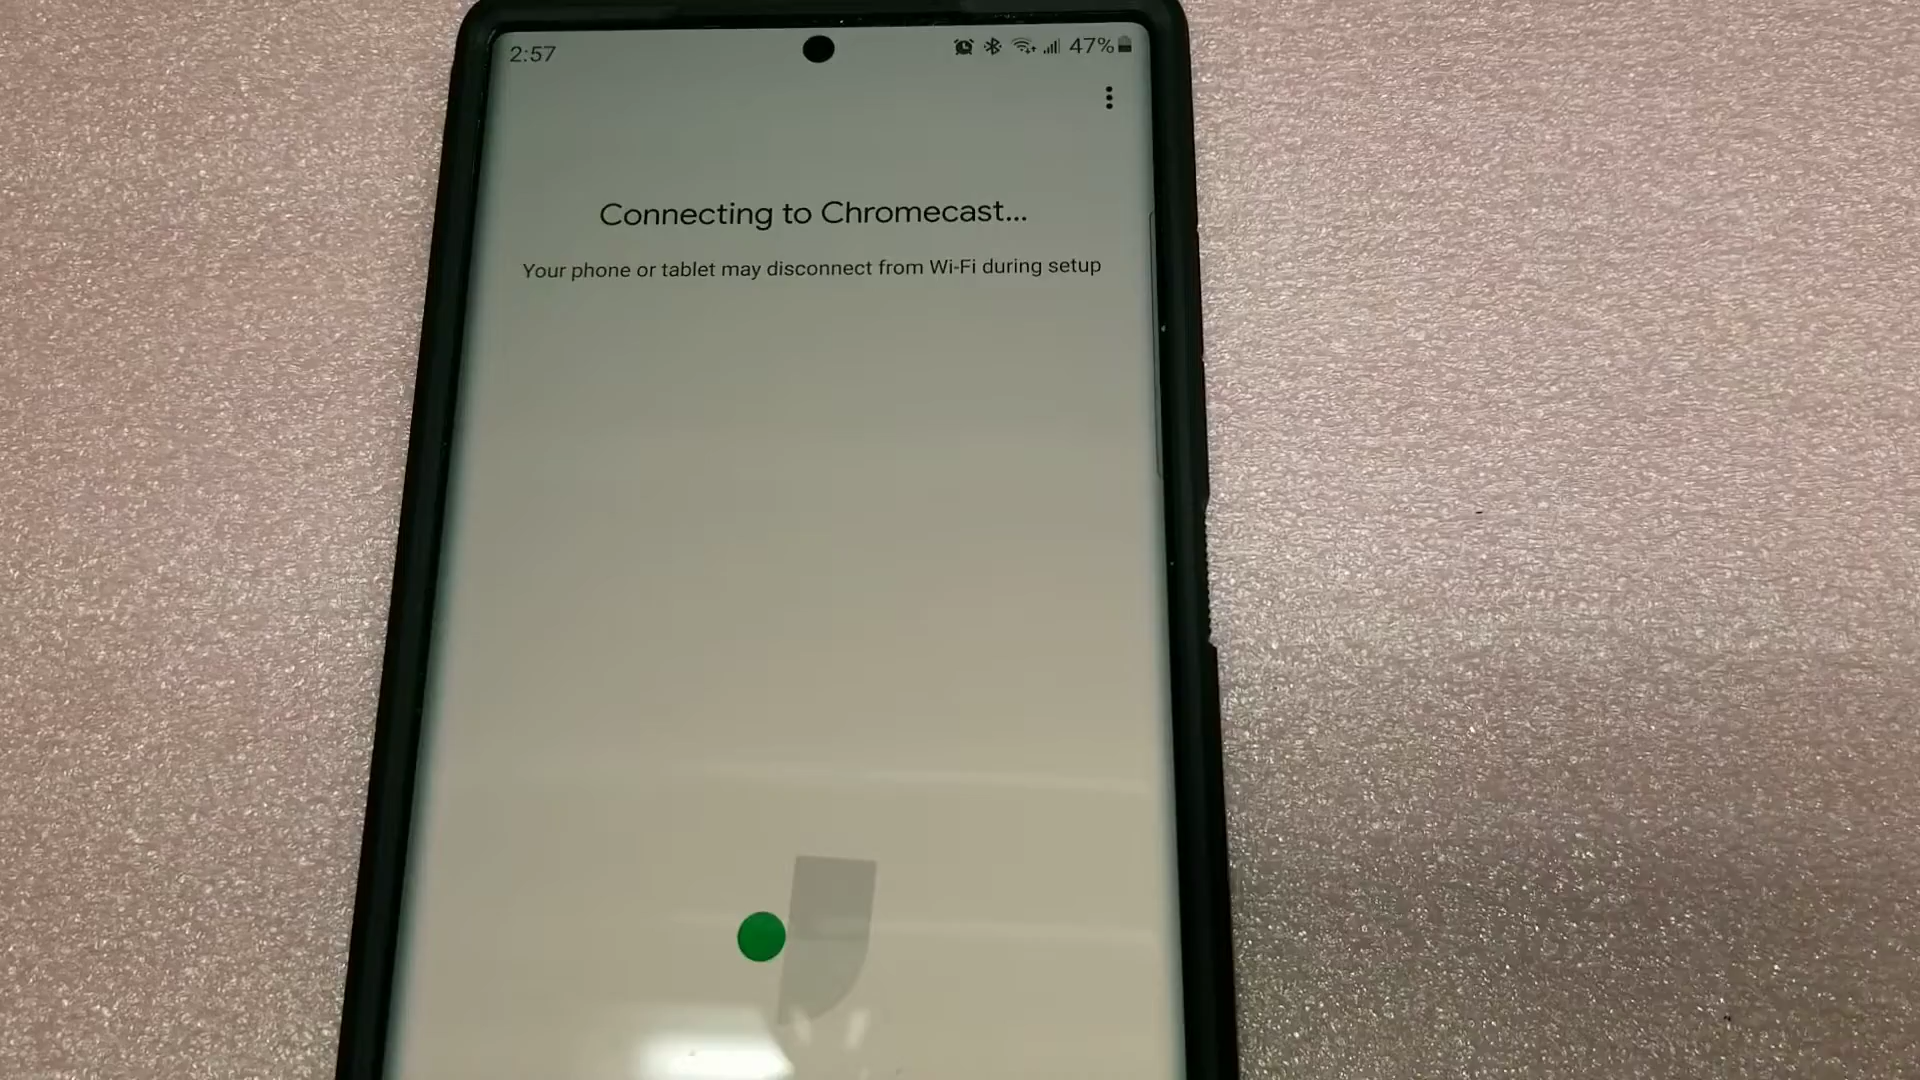 2:57
47%
Connecting to Chromecast...
Your phone or tablet may disconnect from Wi-Fi during setup